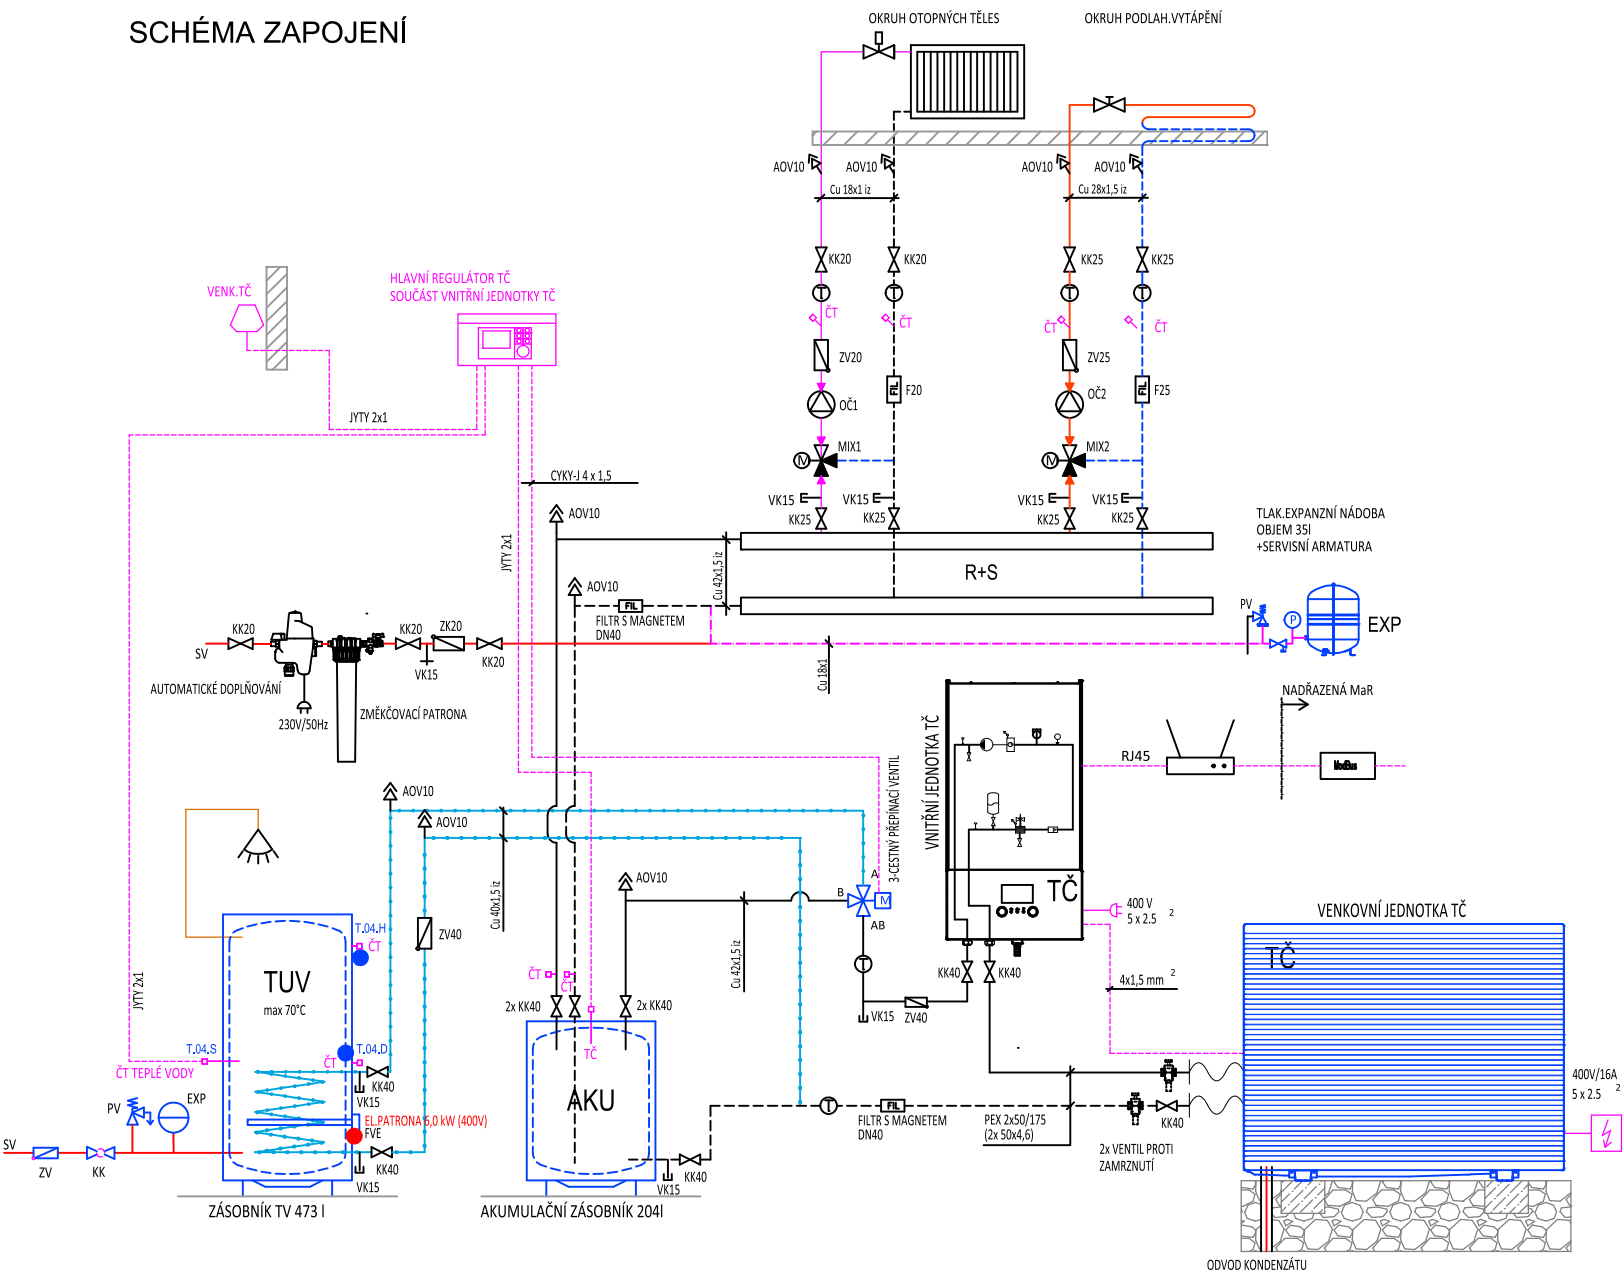 SCHÉMA ZAPOJENÍ
OKRUH OTOPNÝCH TĚLES
OKRUH PODLAH.VYTÁPĚNÍ
AOV10
AOV10
AOV10
AOV10
Cu 18x1 iz
Cu 28x1,5 iz
KK20
KK20
KK25
KK25
T
T
T
T
ČT
ČT
ČT
ČT
ZV20
ZV25
FIL
F20
FIL
F25
OČ1
OČ2
MIX1
MIX2
M
M
VK15
VK15
VK15
VK15
KK25
KK25
KK25
KK25
R+S
VENK.TČ
HLAVNÍ REGULÁTOR TČ
SOUČÁST VNITŘNÍ JEDNOTKY TČ
JYTY 2x1
CYKY-J 4 x 1,5
JYTY 2x1
AOV10
AOV10
Cu 42x1,5 iz
FIL
FILTR S MAGNETEM
DN40
TLAK.EXPANZNÍ NÁDOBA
OBJEM 35l
+SERVISNÍ ARMATURA
PV
P
EXP
Cu 18x1
SV
KK20
KK20
ZK20
VK15
KK20
AUTOMATICKÉ DOPLŇOVÁNÍ
230V/50Hz
ZMĚKČOVACÍ PATRONA
NADŘAZENÁ MaR
RJ45
ModBus
VNITŘNÍ JEDNOTKA TČ
TČ
3-CESTNÝ PŘEPÍNACÍ VENTIL
A
B
AB
M
AOV10
AOV10
AOV10
Cu 40x1,5 iz
Cu 42x1,5 iz
ZV40
T
VK15
ZV40
KK40
KK40
400 V
5 x 2.5 2
4x1,5 mm 2
VENKOVNÍ JEDNOTKA TČ
TČ
400V/16A
5 x 2.5 2
JYTY 2x1
T.04.H
ČT
TUV
max 70°C
T.04.S
T.04.D
ČT
ČT TEPLÉ VODY
KK40
VK15
PV
EXP
EL.PATRONA 6,0 kW (400V)
FVE
SV
ZV
KK
KK40
VK15
ZÁSOBNÍK TV 473 l
ČT
ČT
2x KK40
2x KK40
TČ
AKU
VK15
KK40
AKUMULAČNÍ ZÁSOBNÍK 204l
T
FIL
FILTR S MAGNETEM
DN40
PEX 2x50/175
(2x 50x4,6)
KK40
2x VENTIL PROTI
ZAMRZNUTÍ
ODVOD KONDENZÁTU